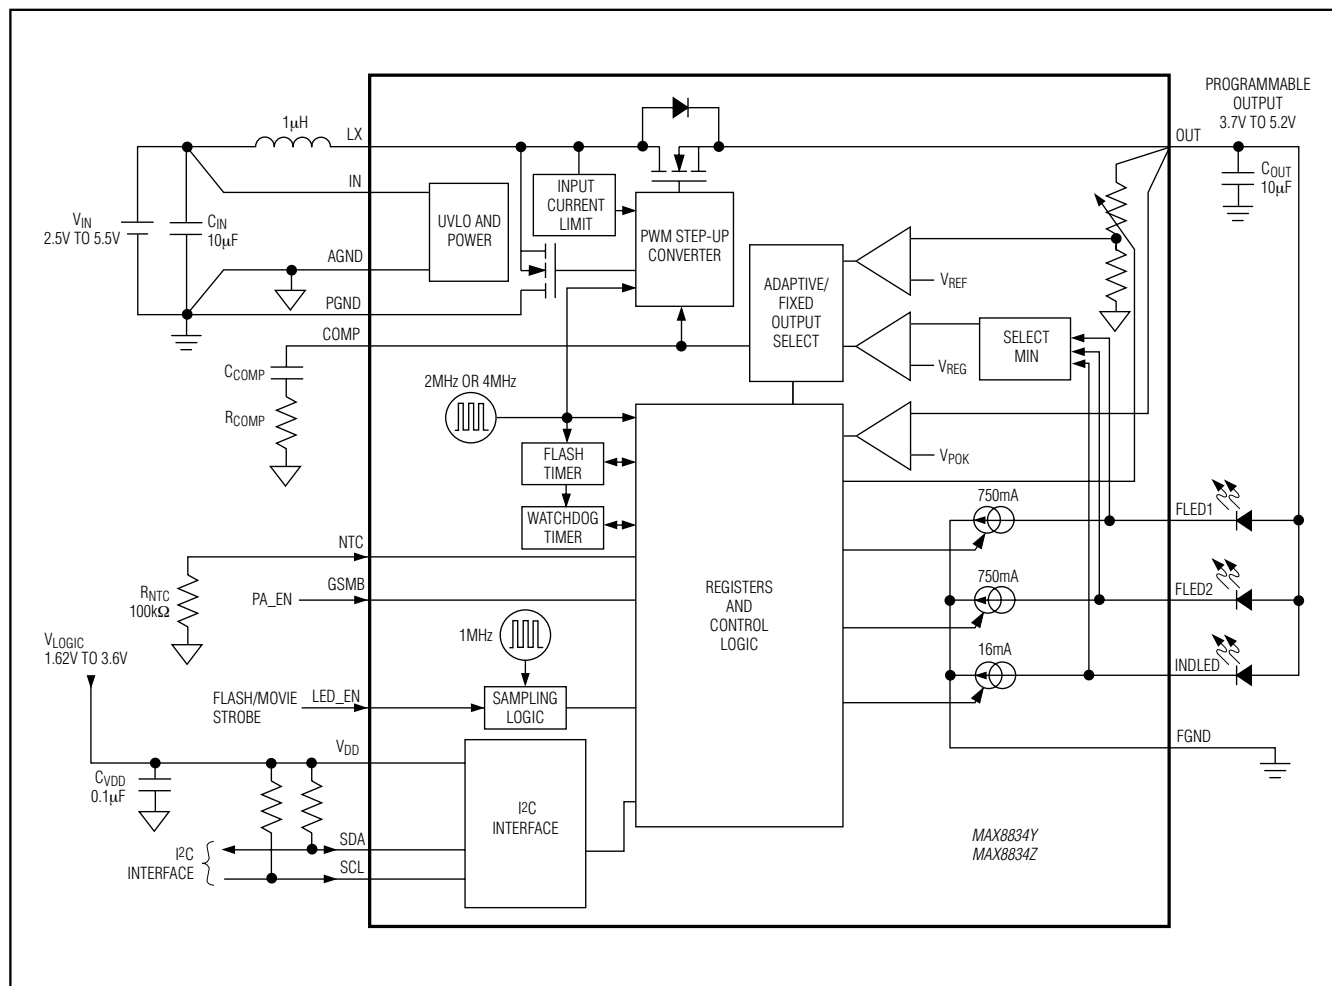 PROGRAMMABLE
OUTPUT
3.7V TO 5.2V
1μH
LX
OUT
IN
INPUT
CURRENT
LIMIT
COUT
10μF
VIN
2.5V TO 5.5V
CIN
10μF
UVLO AND
POWER
PWM STEP-UP
CONVERTER
AGND
ADAPTIVE/
FIXED
OUTPUT
SELECT
VREF
PGND
COMP
SELECT
MIN
VREG
CCOMP
2MHz OR 4MHz
RCOMP
FLASH
TIMER
VPOK
WATCHDOG
TIMER
750mA
FLED1
NTC
RNTC
100kΩ
GSMB
PA_EN
REGISTERS
AND
CONTROL
LOGIC
750mA
FLED2
VLOGIC
1.62V TO 3.6V
1MHz
16mA
INDLED
FLASH/MOVIE
STROBE
LED_EN
SAMPLING
LOGIC
VDD
FGND
CVDD
0.1μF
I2C
INTERFACE
I2C
INTERFACE
SDA
SCL
MAX8834Y
MAX8834Z